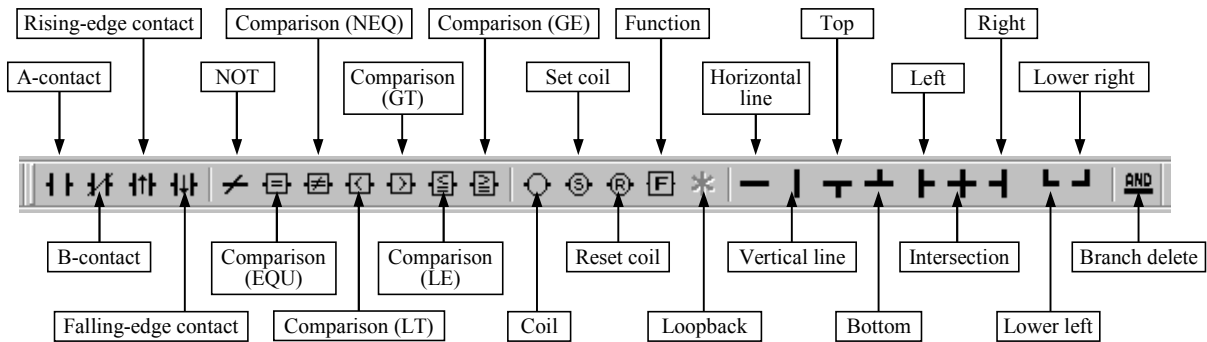 Rising-edge contact
Comparison (NEQ)
Comparison (GE)
Function
Top
Right
A-contact
NOT
Comparison
(GT)
Set coil
Horizontal
line
Left
Lower right
S
R
F
AND
B-contact
Comparison
(EQU)
Comparison
(LE)
Reset coil
Vertical line
Intersection
Branch delete
Falling-edge contact
Comparison (LT)
Coil
Loopback
Bottom
Lower left